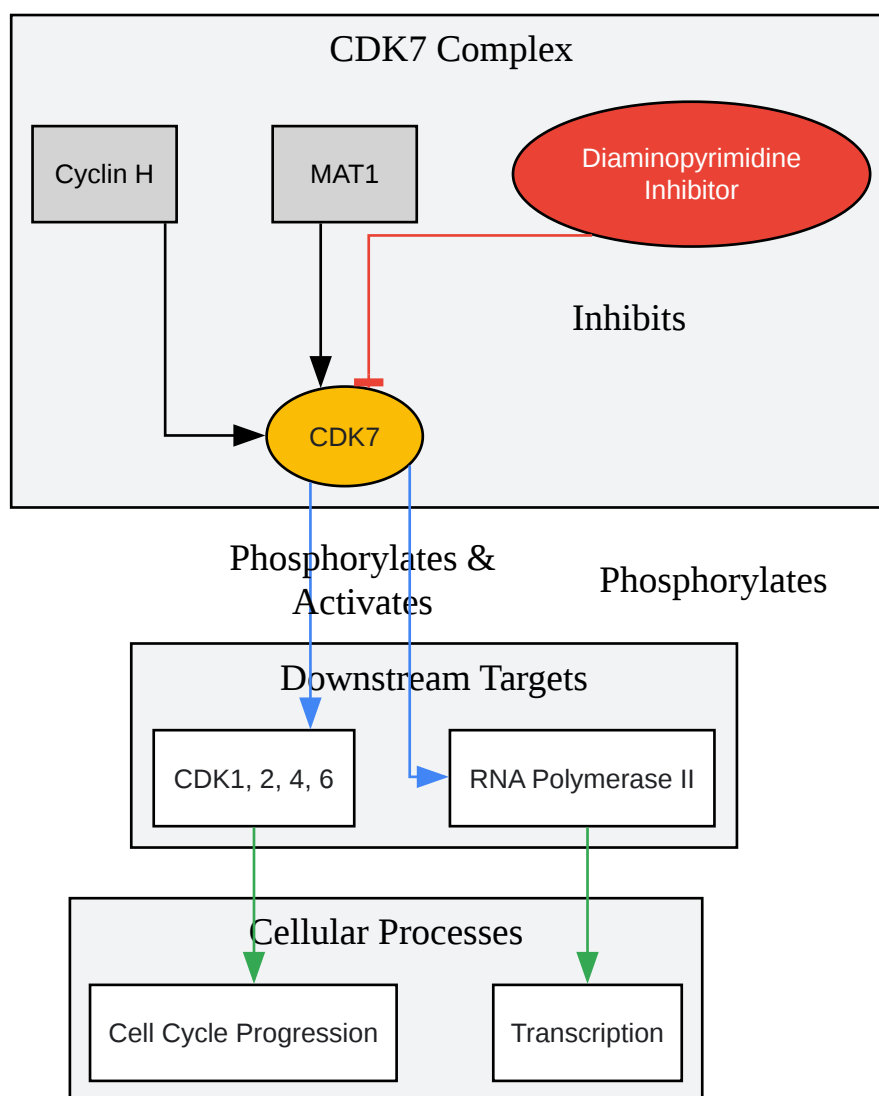 CDK7 Complex
Cyclin H
MAT1
Diaminopyrimidine
Inhibitor
Inhibits
CDK7
Phosphorylates &
Activates
Phosphorylates
Downstream Targets
CDK1, 2, 4, 6
RNA Polymerase II
Cellular Processes
Cell Cycle Progression
Transcription